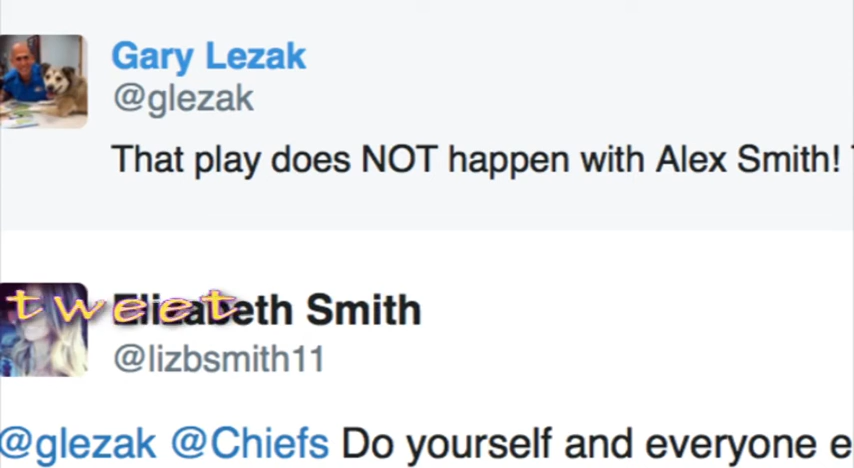 Gary Lezak
@glezak
That play does NOT happen with Alex Smith!
tweet
Elizabeth Smith
@lizbsmith11
@glezak @Chiefs Do yourself and everyone e